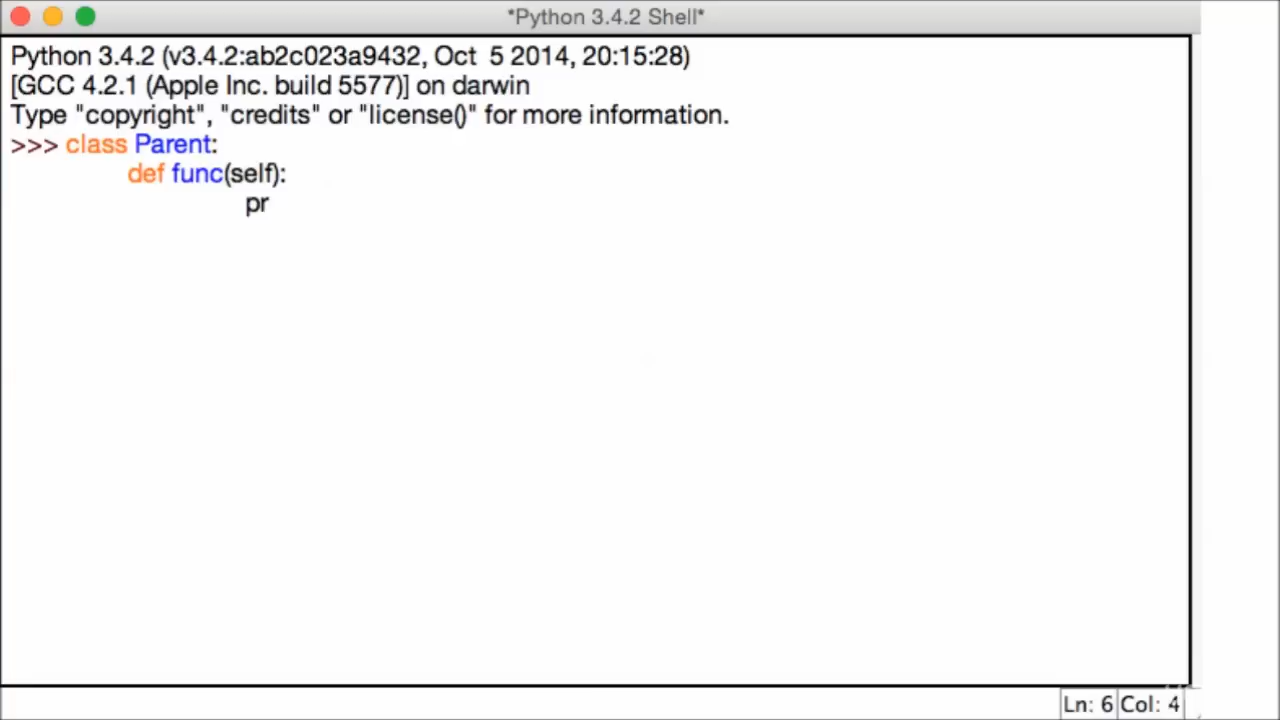 *Python 3.4.2 Shell*
Python 3.4.2 (v3.4.2:ab2c023a9432, Oct  5 2014, 20:15:28)
[GCC 4.2.1 (Apple Inc. build 5577)] on darwin
Type "copyright", "credits" or "license()" for more information.
>>> class Parent:
def func(self):
pr
Ln: 6 Col: 4